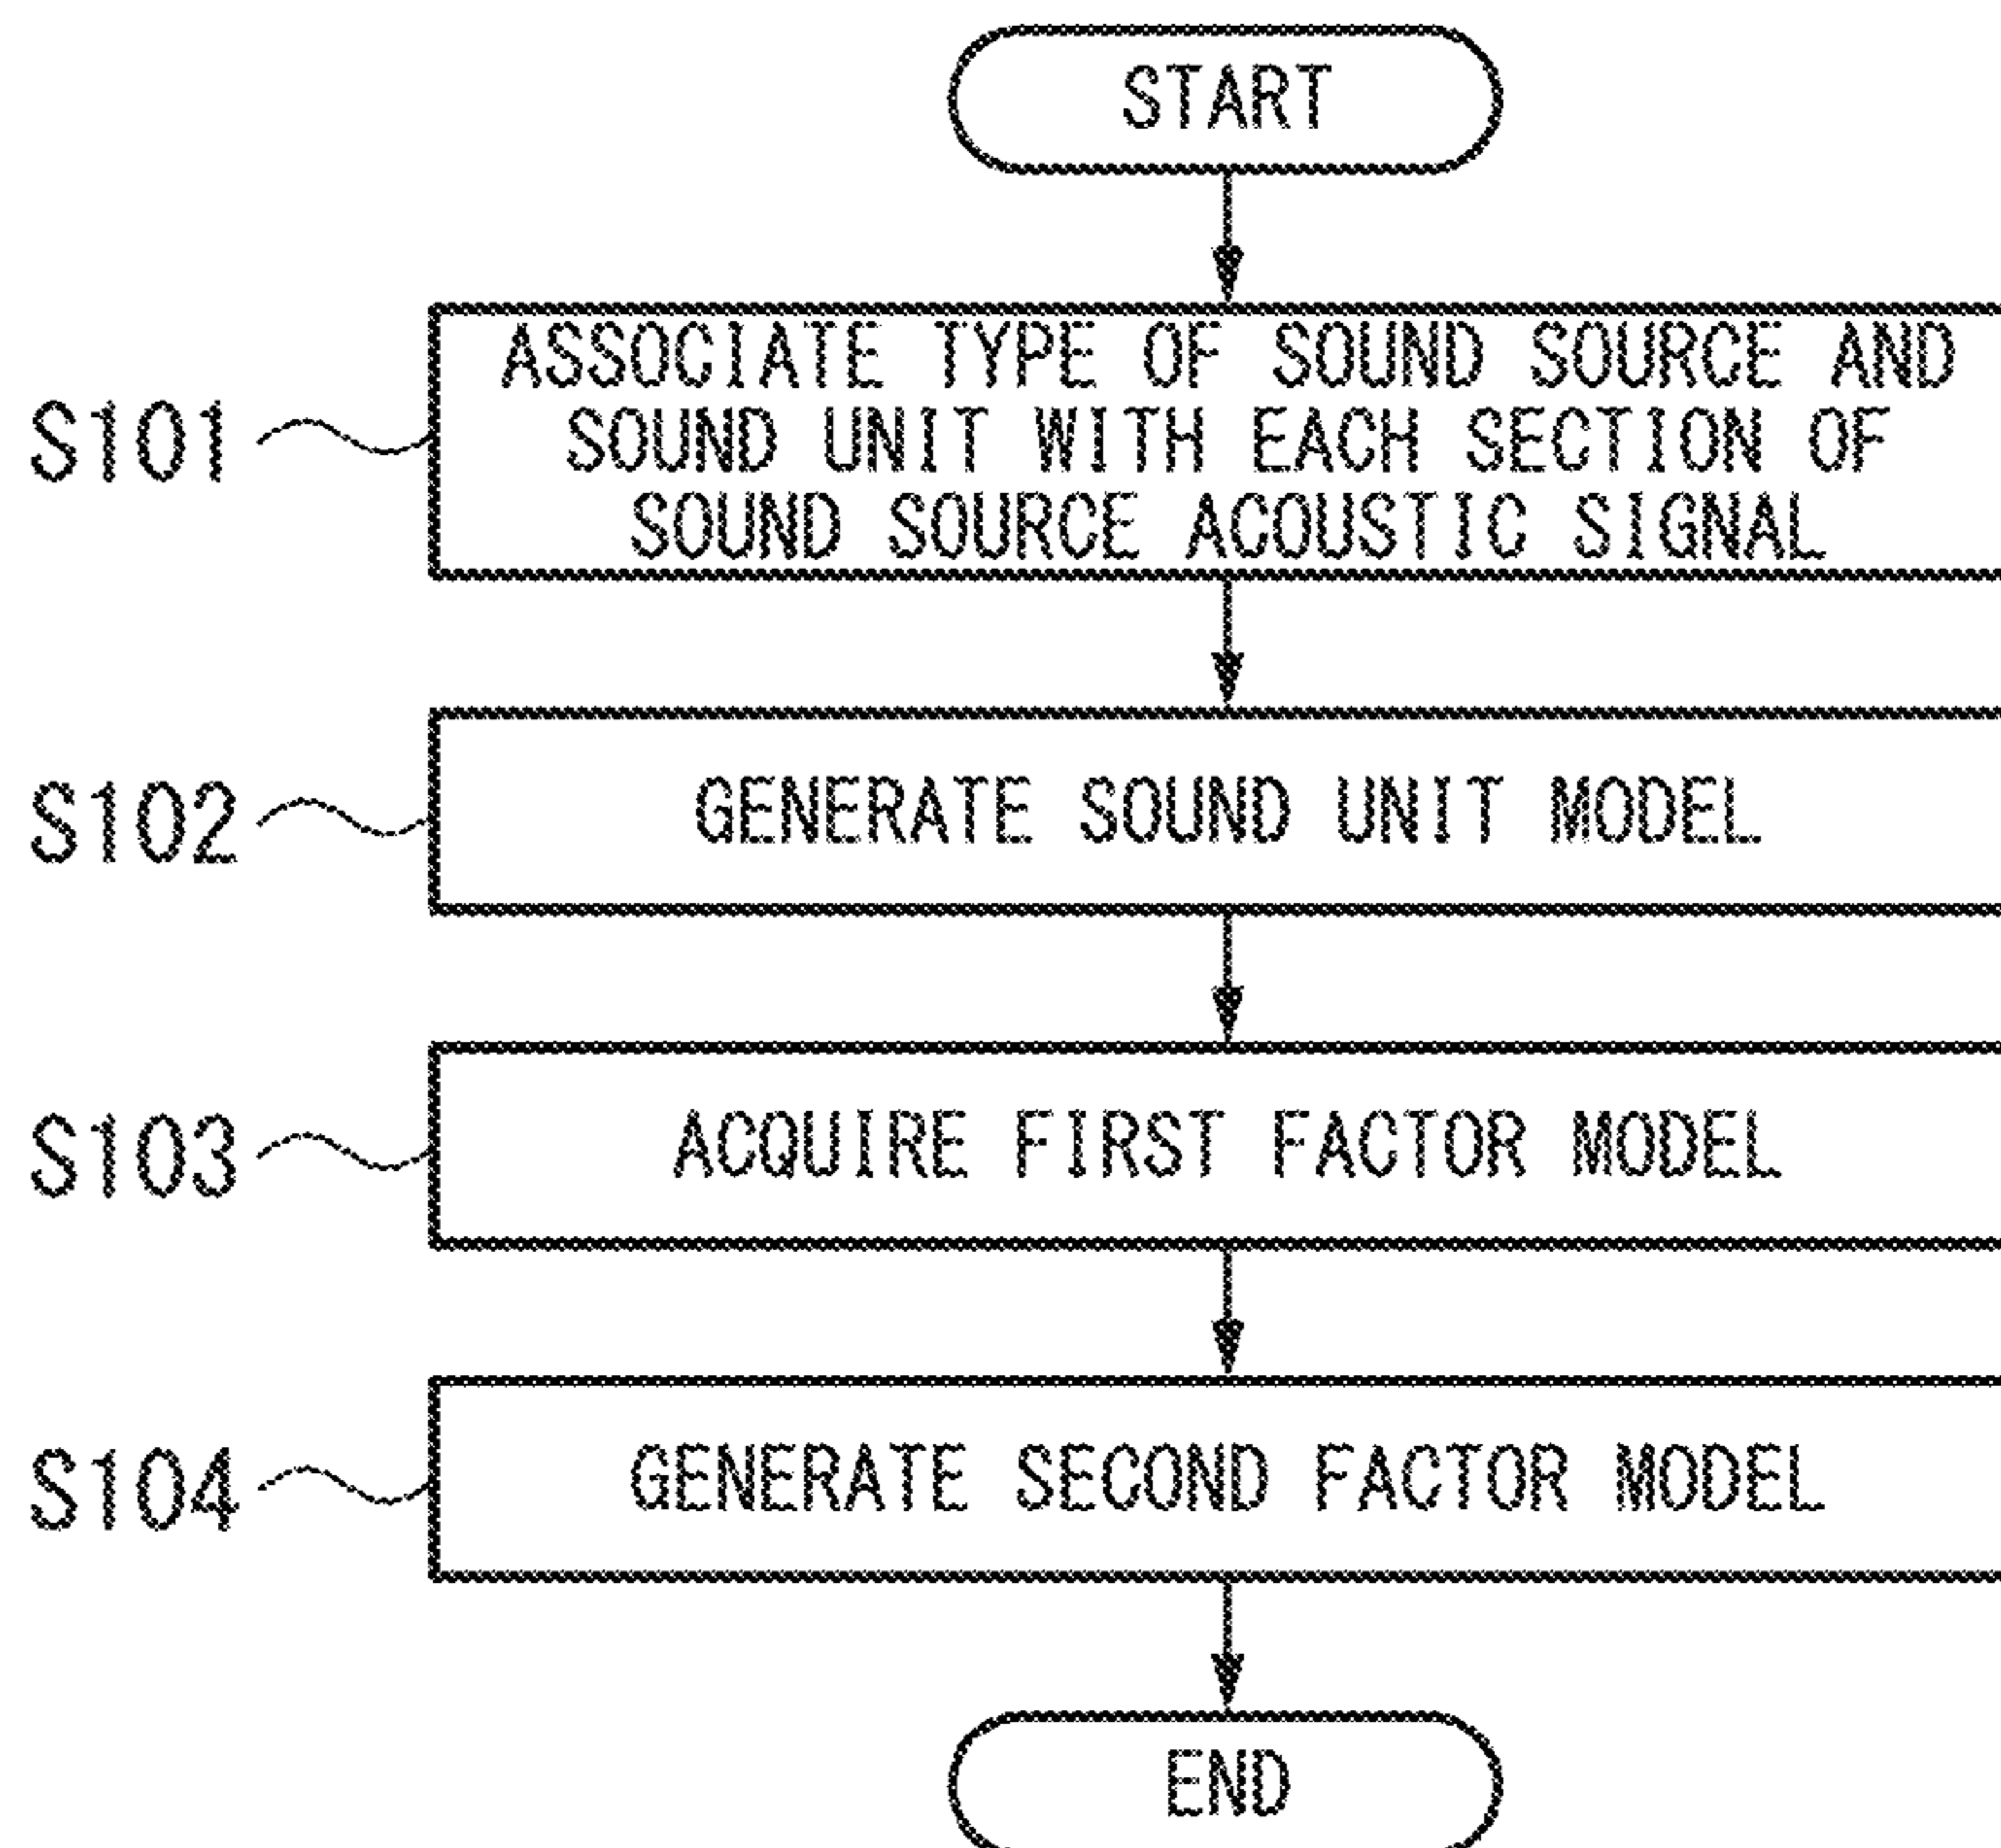 START
S101
ASSOCIATE TYPE OF SOUND SOURCE AND
SOUND UNIT WITH EACH SECTION OF
SOUND SOURCE ACOUSTIC SIGNAL
S102
GENERATE SOUND UNIT MODEL
S103
ACQUIRE FIRST FACTOR MODEL
S104
GENERATE SECOND FACTOR MODEL
END